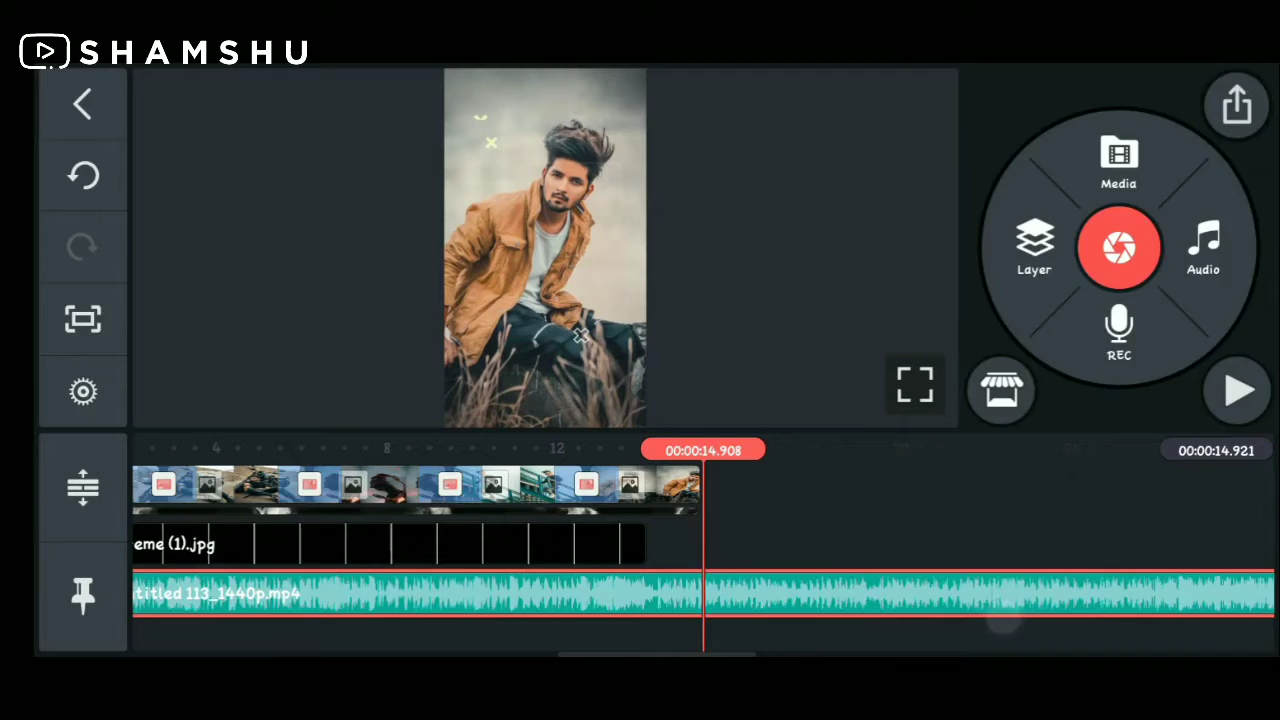 SHAMSHU
Media
Layer
Audio
REC
4
8
12
00:00:14.908
00:00:14.921
eme (1).jpg
titled 113_1440p.mp4